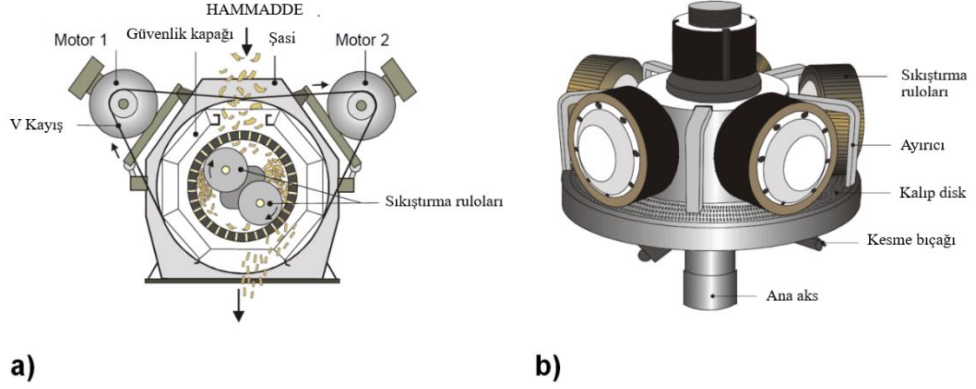 HAMMADDE
Motor 1
Güvenlik kapağı
Şasi
Motor 2
V Kayış
Sıkıştırma ruloları
Sıkıştırma
ruloları
Ayırıcı
Kalıp disk
Kesme bıçağı
Ana aks
a)
b)